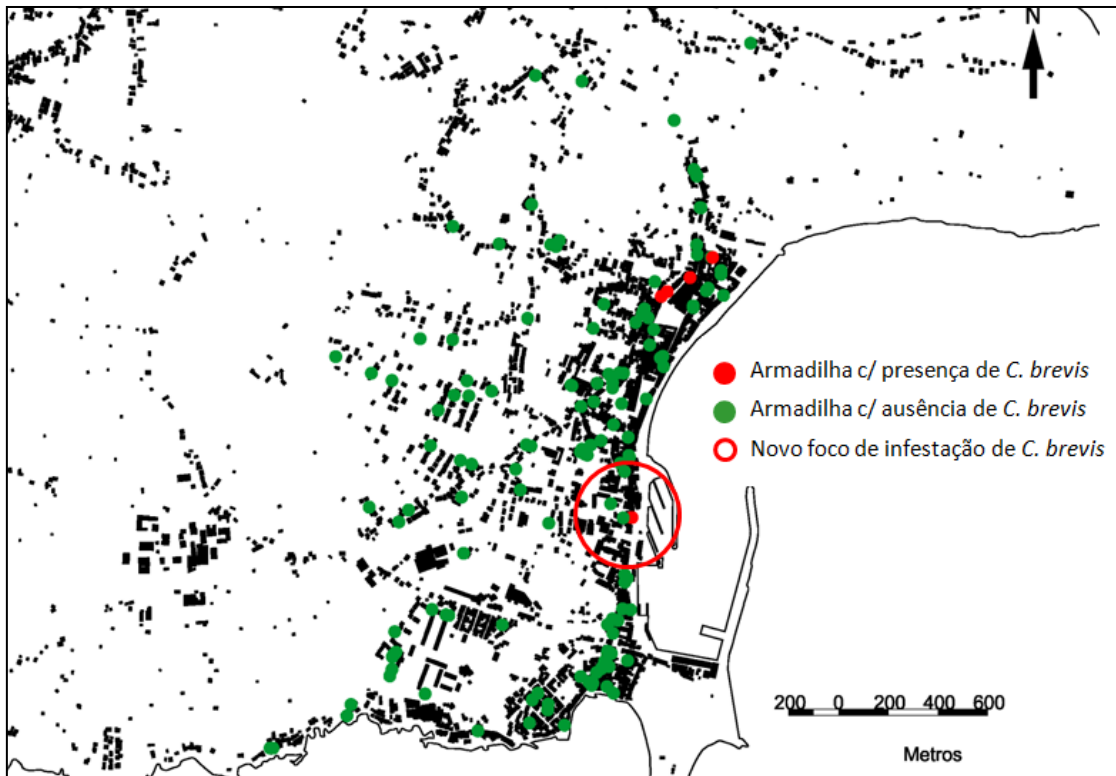 N
Armadilha c/ presença de C. brevis
Armadilha c/ ausência de C. brevis
Novo foco de infestação de C. brevis
200 0 200 400 600
Metros